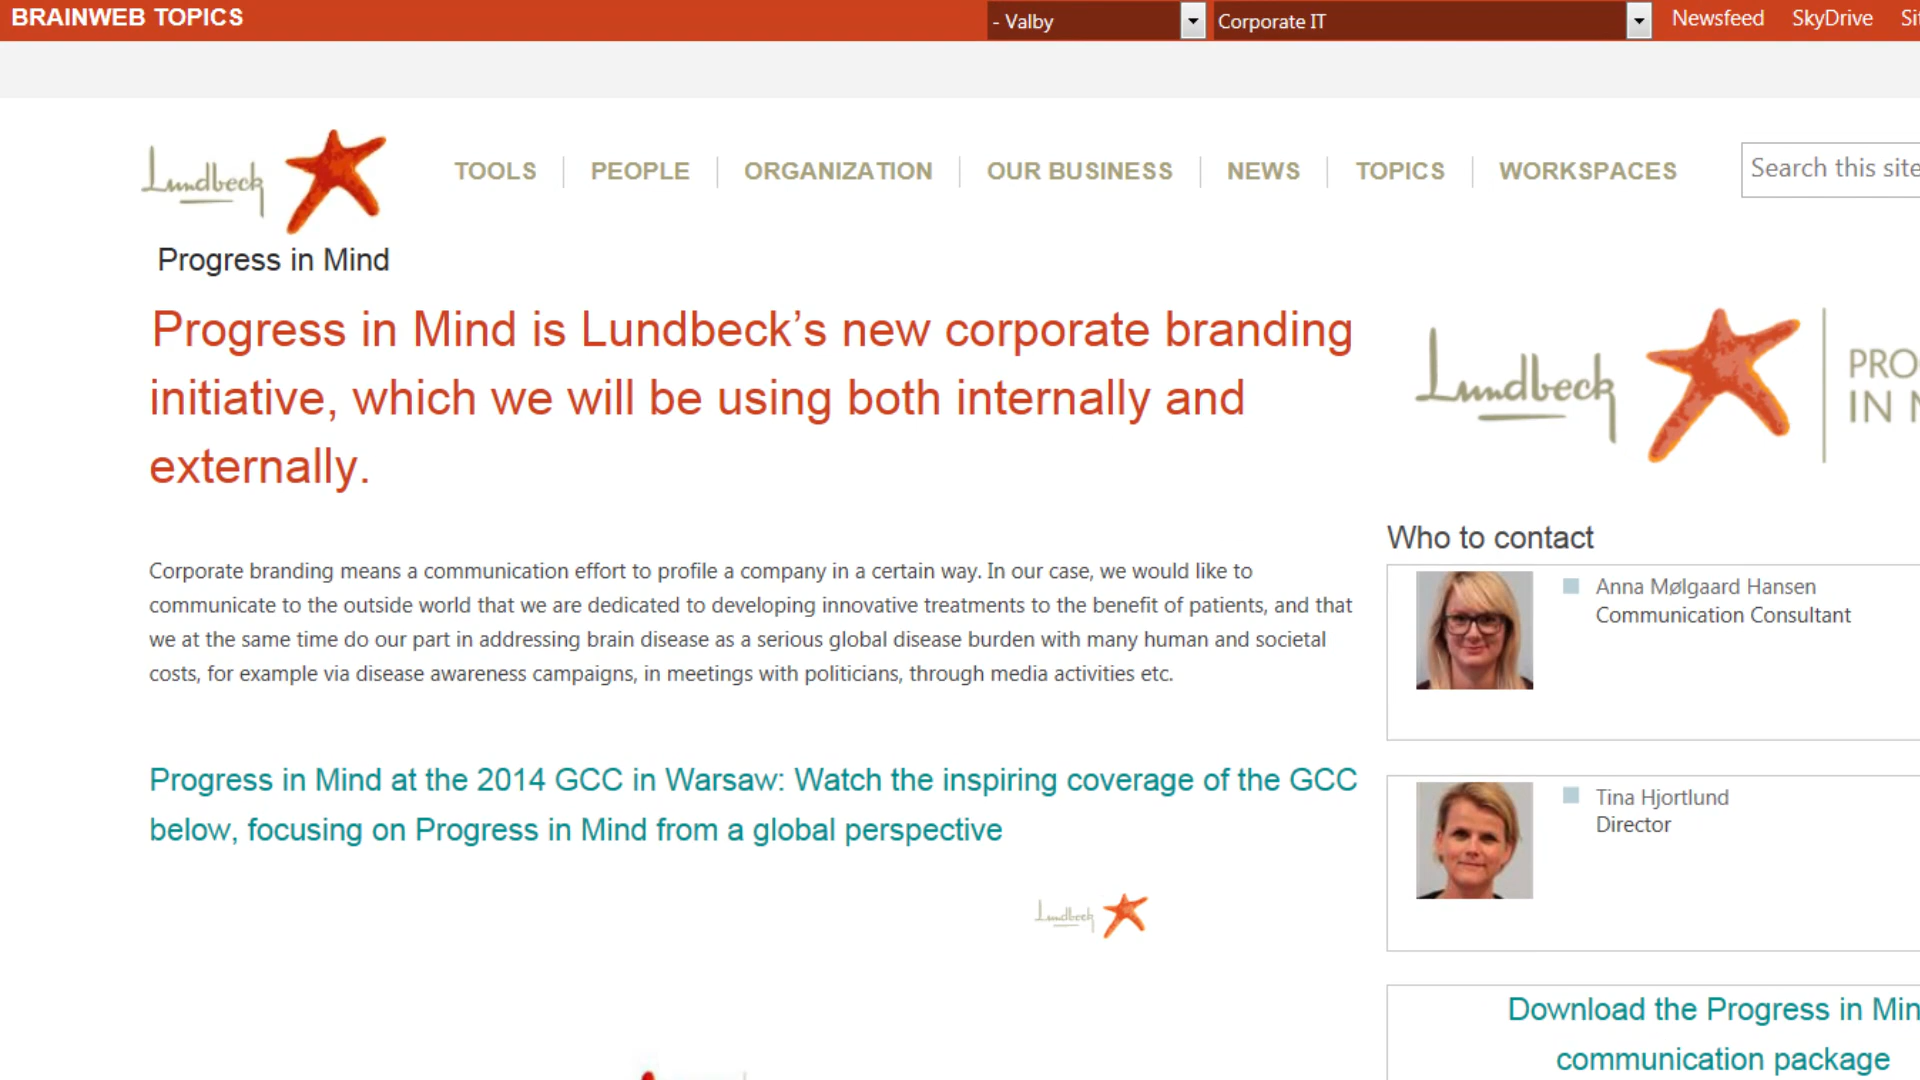 BRAINWEB TOPICS
- Valby
Corporate IT
Newsfeed
SkyDrive
Lundbeck
TOOLS
PEOPLE
ORGANIZATION
OUR BUSINESS
NEWS
TOPICS
WORKSPACES
Search this site
Progress in Mind
Progress in Mind is Lundbeck’s new corporate branding
initiative, which we will be using both internally and
externally.
Lundbeck
PRO
IN
Corporate branding means a communication effort to profile a company in a certain way. In our case, we would like to
communicate to the outside world that we are dedicated to developing innovative treatments to the benefit of patients, and that
we at the same time do our part in addressing brain disease as a serious global disease burden with many human and societal
costs, for example via disease awareness campaigns, in meetings with politicians, through media activities etc.
Who to contact
Anna Mølgaard Hansen
Communication Consultant
Tina Hjortlund
Director
Progress in Mind at the 2014 GCC in Warsaw: Watch the inspiring coverage of the GCC
below, focusing on Progress in Mind from a global perspective
Lundbeck
Download the Progress in Min
communication package